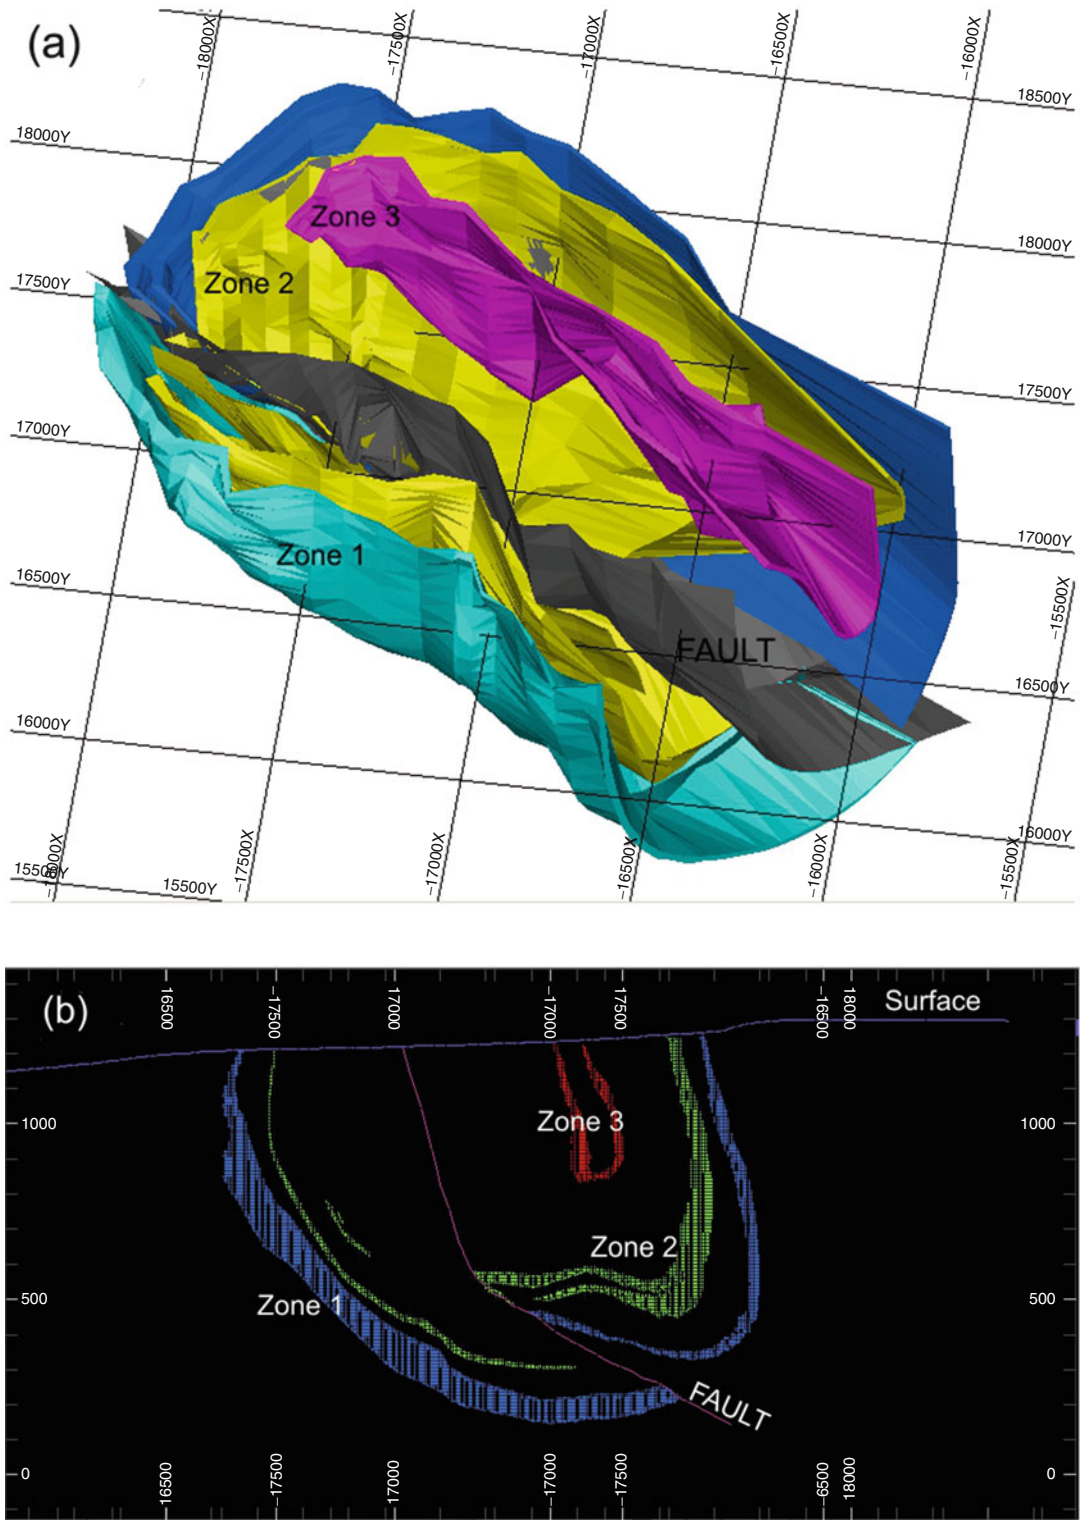 (a)
−18000X
−17500X
−17000X
−16500X
−16000X
18500Y
18000Y
18000Y
Zone 3
Zone 2
17500Y
17500Y
17000Y
17000Y
Zone 1
16500Y
−15500X
FAULT
16500Y
16000Y
16000Y
15500Y
−18000X
15500Y
−17500X
−17000X
−16500X
−16000X
−15500X
(b)
16500
−17500
17000
−17000
17500
−16500
18000
Surface
1000
Zone 3
1000
Zone 2
500
Zone 1
500
FAULT
0
16500
−17500
−17000
−17000
17500
−6500
18000
0